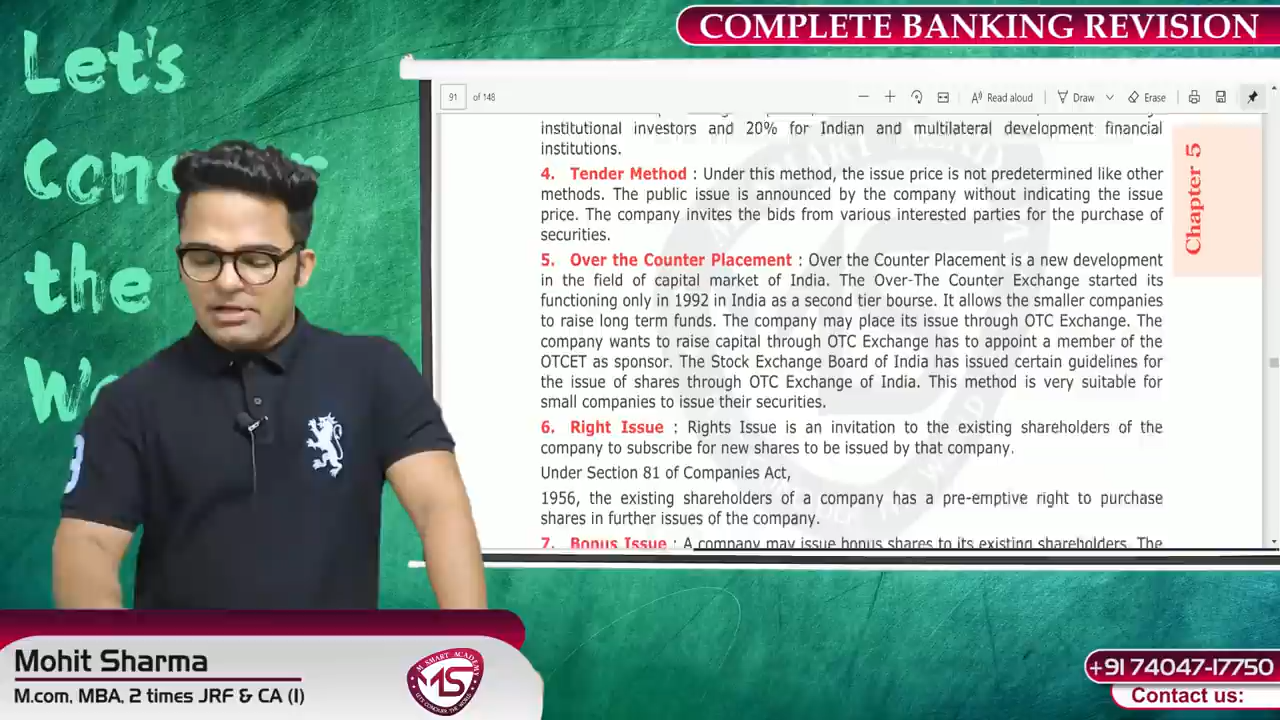 COMPLETE BANKING REVISION
Let's
the
91 of 148
Read aloud
Draw
Erase
institutional investors and 20% for Indian and multilateral development financial
institutions.
4. Tender Method : Under this method, the issue price is not predetermined like other
methods. The public issue is announced by the company without indicating the issue
price. The company invites the bids from various interested parties for the purchase of
securities.
5. Over the Counter Placement : Over the Counter Placement is a new development
in the field of capital market of India. The Over-The Counter Exchange started its
functioning only in 1992 in India as a second tier bourse. It allows the smaller companies
to raise long term funds. The company may place its issue through OTC Exchange. The
company wants to raise capital through OTC Exchange has to appoint a member of the
OTCET as sponsor. The Stock Exchange Board of India has issued certain guidelines for
the issue of shares through OTC Exchange of India. This method is very suitable for
small companies to issue their securities.
6. Right Issue : Rights Issue is an invitation to the existing shareholders of the
company to subscribe for new shares to be issued by that company.
Under Section 81 of Companies Act,
1956, the existing shareholders of a company has a pre-emptive right to purchase
shares in further issues of the company.
7. Bonus Issue : A company may issue bonus shares to its existing shareholders. The
Chapter 5
Mohit Sharma
M.com, MBA, 2 times JRF & CA (I)
M SMART ACADEMY
MS
+91 74047-17750
Contact us: